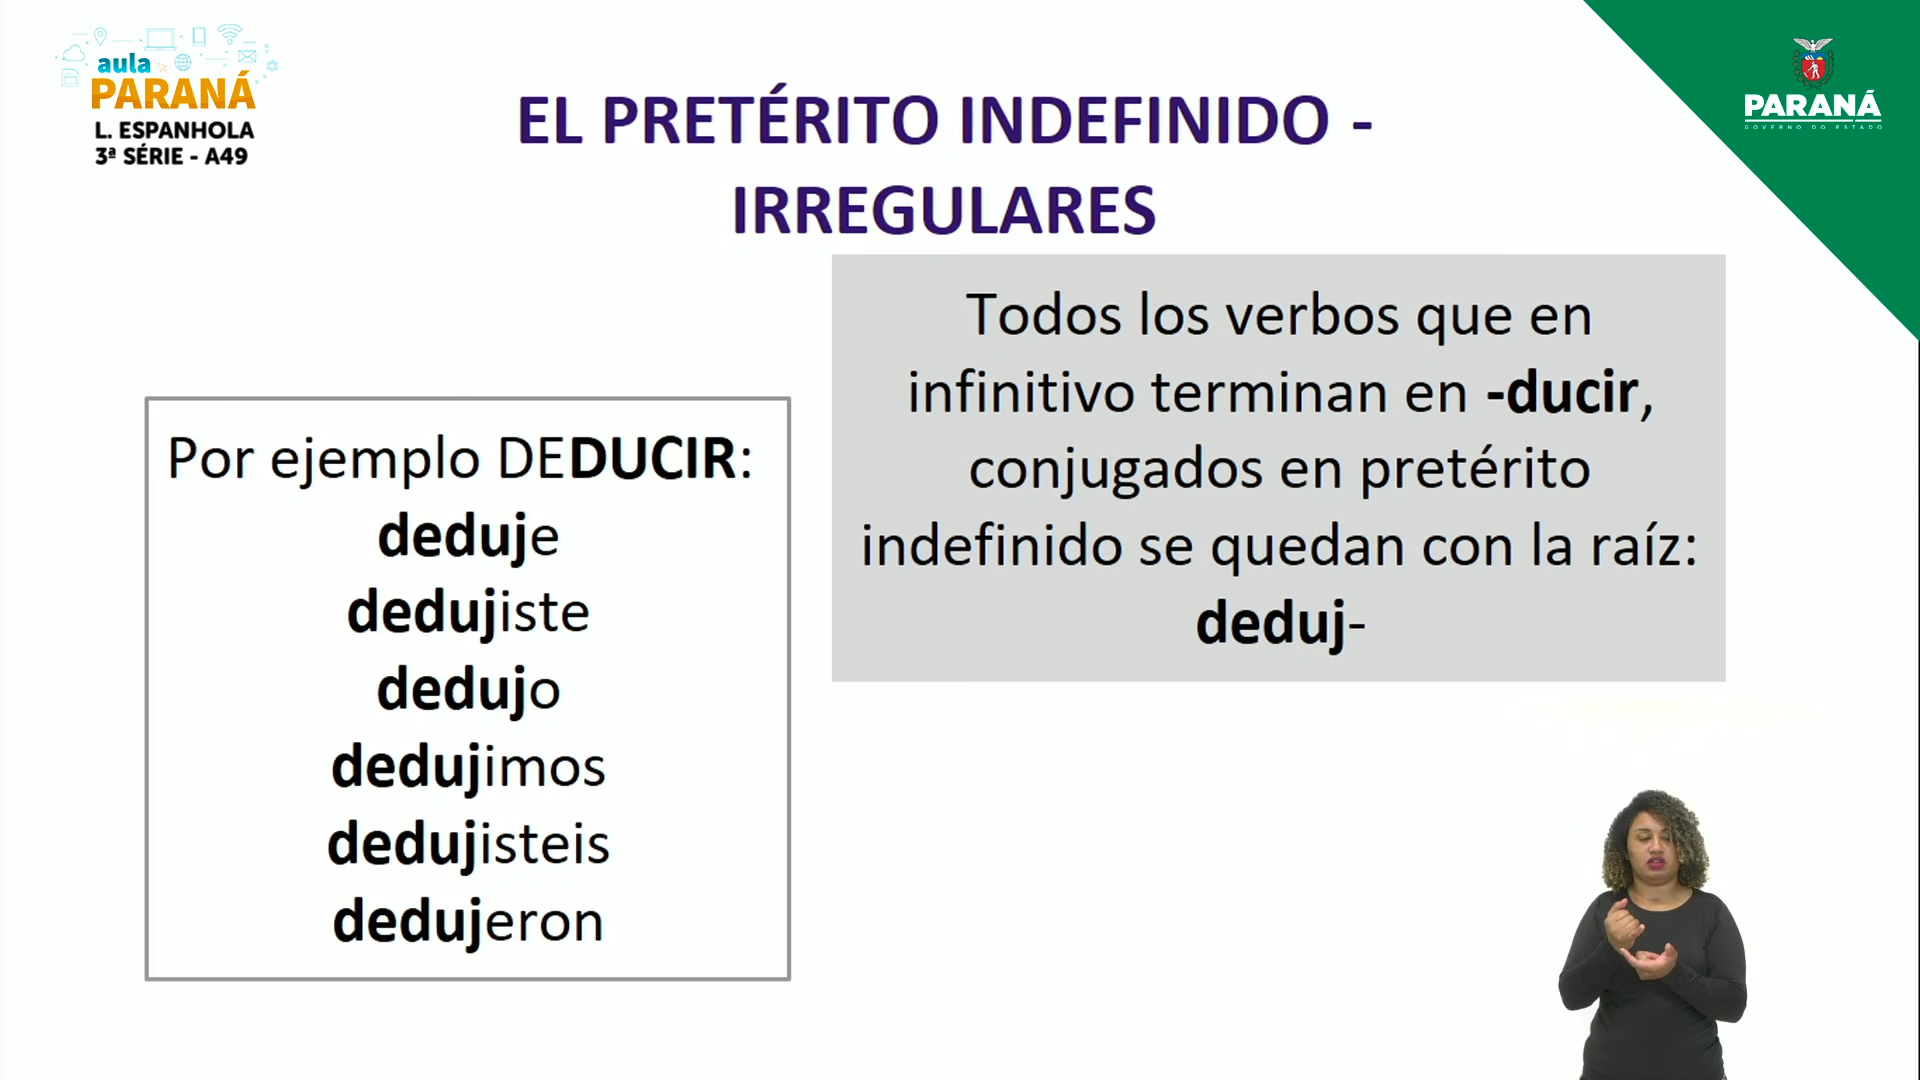 aula
PARANÁ
L. ESPANHOLA
3ª SÉRIE - A49
PARANÁ
GOVERNO DO ESTADO
EL PRETÉRITO INDEFINIDO -
IRREGULARES
Por ejemplo DEDUCIR:
deduje
dedujiste
dedujo
dedujimos
dedujisteis
dedujeron
Todos los verbos que en
infinitivo terminan en -ducir,
conjugados en pretérito
indefinido se quedan con la raíz:
deduj-